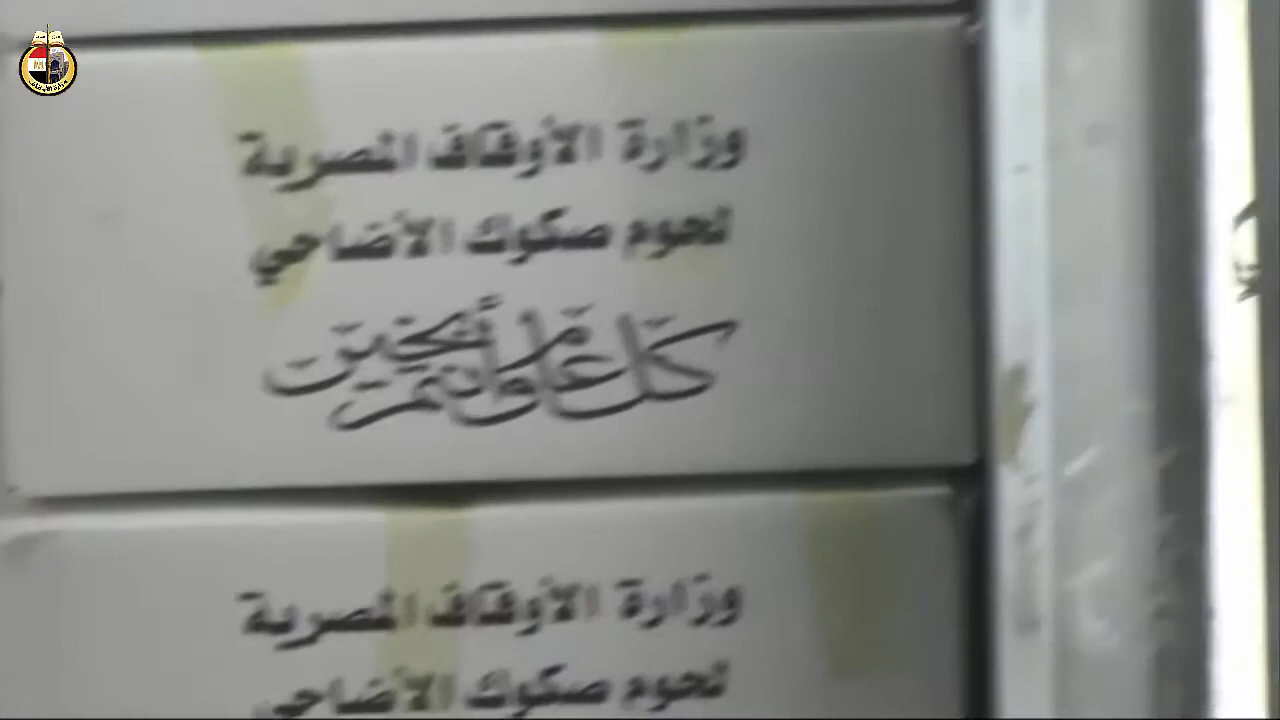 وزارة الأوقاف المصرية
لحوم صكوك الأضاحي
كل عام وأنتم بخير
وزارة الأوقاف المصرية
لحوم صكوك الأضاحي